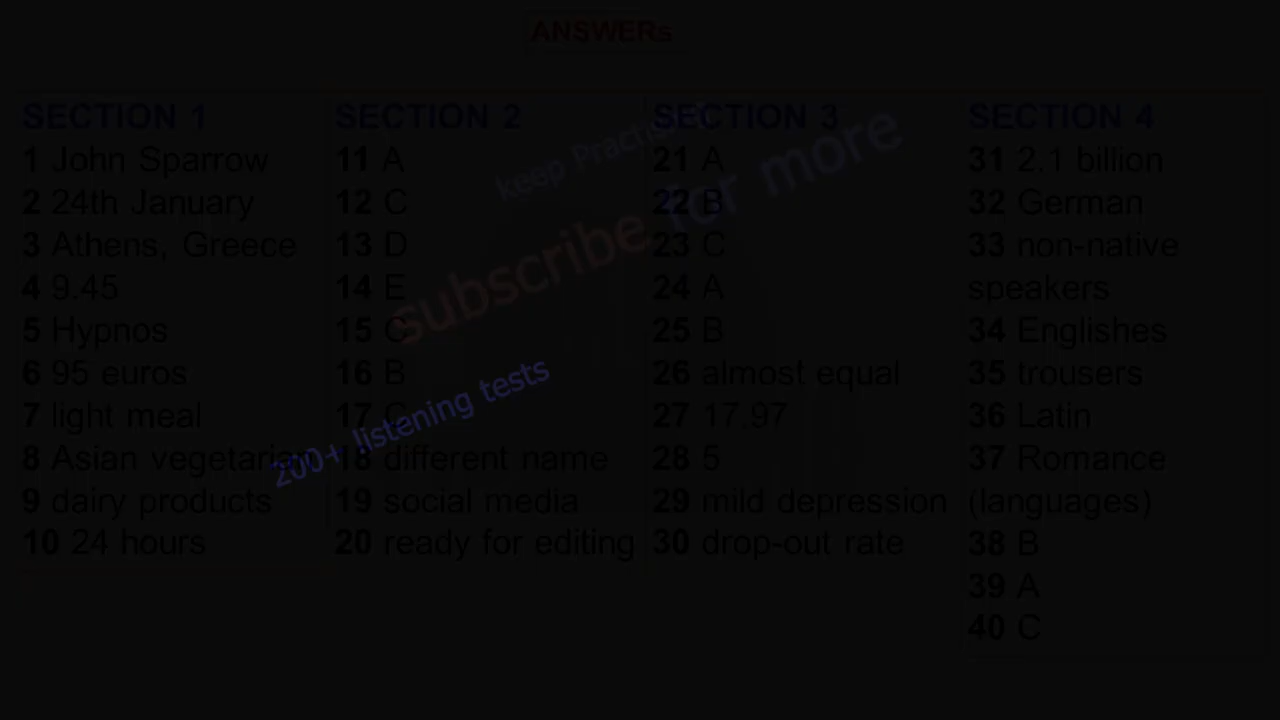 ANSWERs
SECTION 1
1 John Sparrow
2 24th January
3 Athens, Greece
4 9.45
5 Hypnos
6 95 euros
7 light meal
8 Asian vegetarian
9 dairy products
10 24 hours
SECTION 2
11 A
12 C
13 D
14 E
15 C
16 B
17 G
18 different name
19 social media
20 ready for editing
SECTION 3
21 A
22 B
23 C
24 A
25 B
26 almost equal
27 17.97
28 5
29 mild depression
30 drop-out rate
SECTION 4
31 2.1 billion
32 German
33 non-native
speakers
34 Englishes
35 trousers
36 Latin
37 Romance
(languages)
38 B
39 A
40 C
keep Practicing
subscribe for more
200+ listening tests